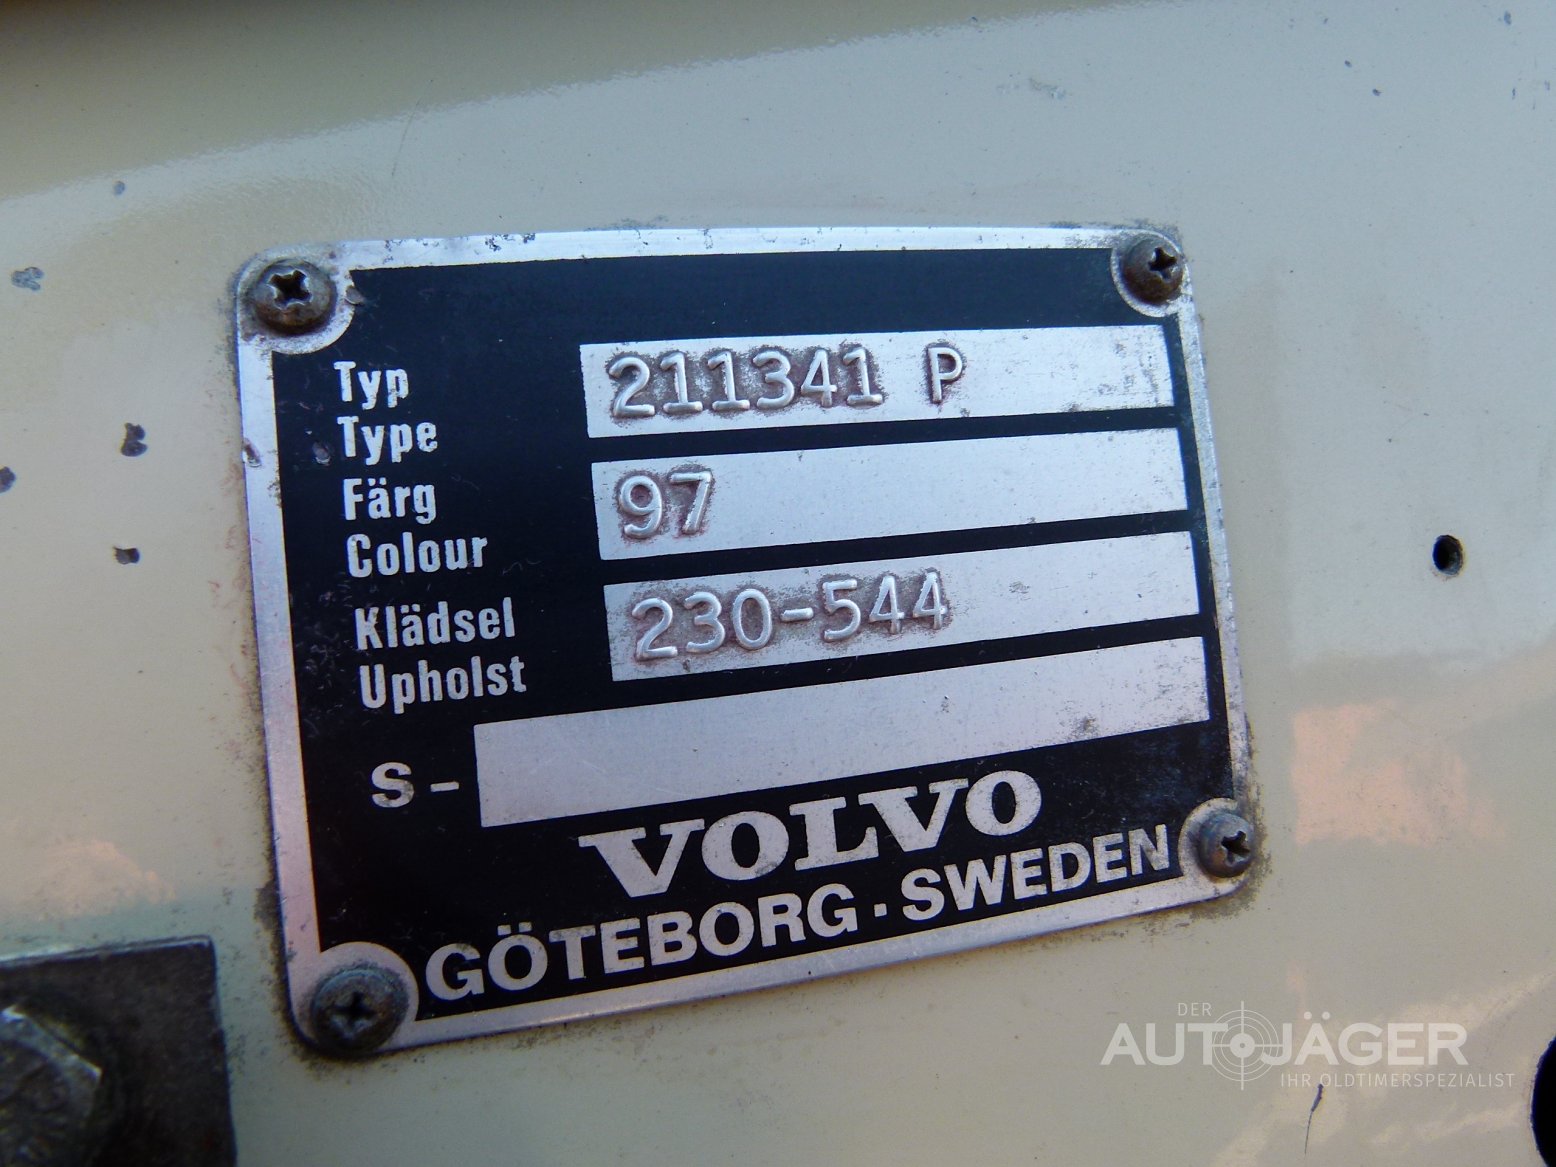 Typ
Type
211341 P
Färg
Colour
97
Klädsel
Upholst
230-544
S-
VOLVO
GÖTEBORG · SWEDEN
DER
AUTOJÄGER
IHR OLDTIMERSPEZIALIST